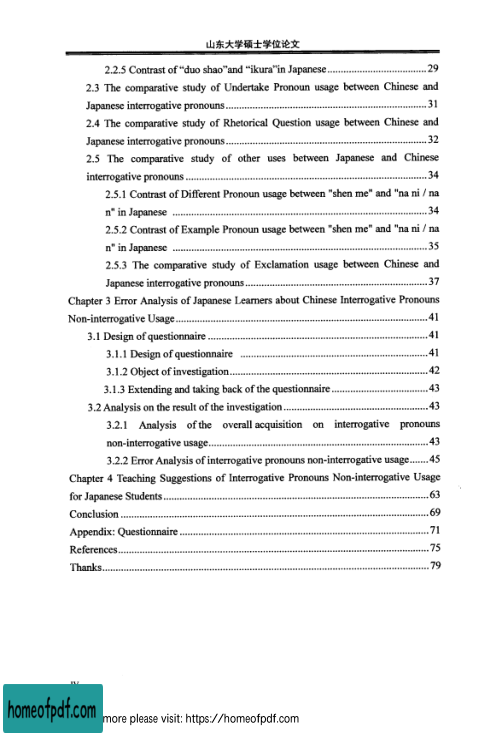 山东大学硕士学位论文
2.2.5 Contrast of “duo shao”and “ikura”in Japanese....................................29
2.3 The comparative study of Undertake Pronoun usage between Chinese and
Japanese interrogative pronouns..........................................................................31
2.4 The comparative study of Rhetorical Question usage between Chinese and
Japanese interrogative pronouns..........................................................................32
2.5 The comparative study of other uses between Japanese and Chinese
interrogative pronouns.........................................................................................34
2.5.1 Contrast of Different Pronoun usage between "shen me" and "na ni / na
n" in Japanese ............................................................................................34
2.5.2 Contrast of Example Pronoun usage between "shen me" and "na ni / na
n" in Japanese ............................................................................................35
2.5.3 The comparative study of Exclamation usage between Chinese and
Japanese interrogative pronouns..................................................................37
Chapter 3 Error Analysis of Japanese Learners about Chinese Interrogative Pronouns
Non-interrogative Usage............................................................................................41
3.1 Design of questionnaire.................................................................................41
3.1.1 Design of questionnaire .....................................................................41
3.1.2 Object of investigation........................................................................42
3.1.3 Extending and taking back of the questionnaire...................................43
3.2 Analysis on the result of the investigation.....................................................43
3.2.1 Analysis of the overall acquisition on interrogative pronouns
non-interrogative usage................................................................................43
3.2.2 Error Analysis of interrogative pronouns non-interrogative usage.......45
Chapter 4 Teaching Suggestions of Interrogative Pronouns Non-interrogative Usage
for Japanese Students.................................................................................................63
Conclusion.................................................................................................................69
Appendix: Questionnaire...........................................................................................71
References..................................................................................................................75
Thanks.......................................................................................................................79
IV
homeofpdf.com
more please visit: https://homeofpdf.com